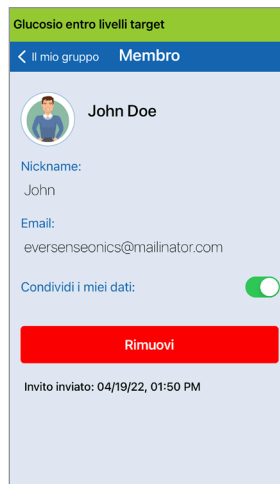 Glucosio entro livelli target
Il mio gruppo Membro
John Doe
Nickname:
John
Email:
eversenseonics@mailinator.com
Condividi i miei dati:
Rimuovi
Invito inviato: 04/19/22, 01:50 PM